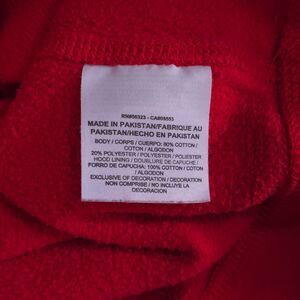 RN#56323 - CA#05553
MADE IN PAKISTAN/FABRIQUE AU
PAKISTAN/HECHO EN PAKISTAN
BODY / CORPS / CUERPO: 80% COTTON /
COTON / ALGODON
20% POLYESTER / POLYESTER / POLIESTER
HOOD LINING / DOUBLURE DE CAPUCHE /
FORRO DE CAPUCHA: 100% COTTON / COTON
/ ALGODON
EXCLUSIVE OF DECORATION / DECORATION
NON COMPRISE / NO INCLUYE LA
DECORACION